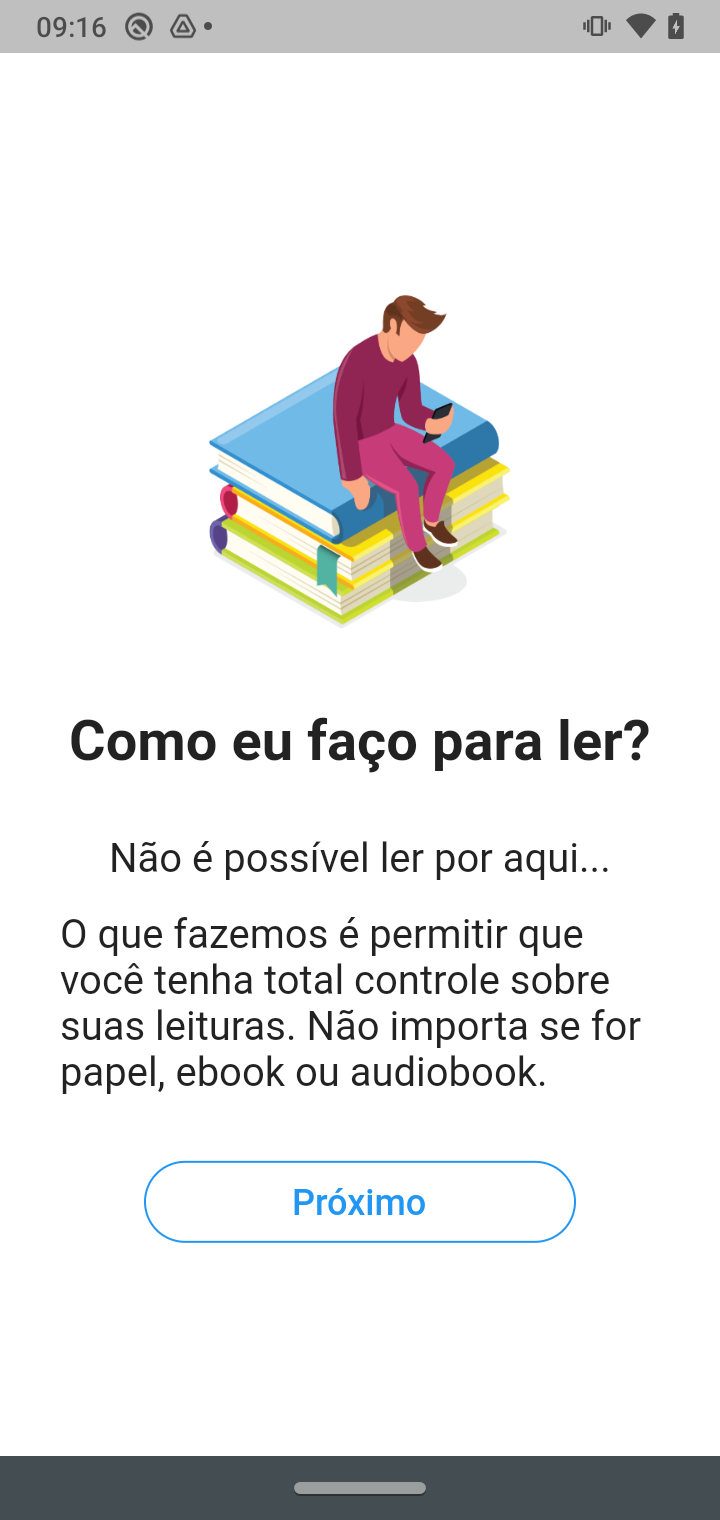 09:16
Como eu faço para ler?
Não é possível ler por aqui...
O que fazemos é permitir que
você tenha total controle sobre
suas leituras. Não importa se for
papel, ebook ou audiobook.
Próximo